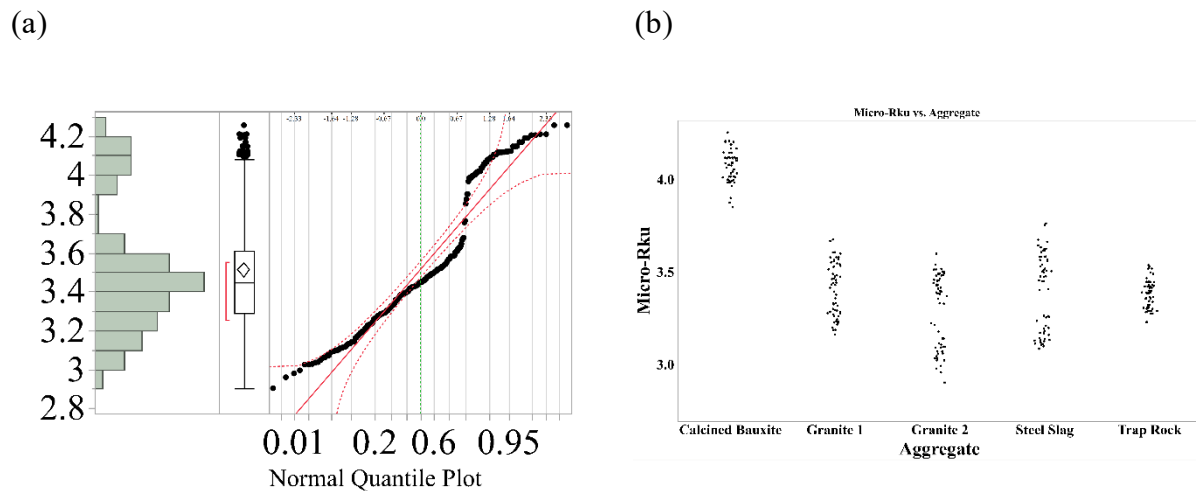 (a)
(b)
-2.33 -1.64 -1.28 -0.67 0.0 0.67 1.28 1.64 2.33
4.2
4
3.8
3.6
3.4
3.2
3
2.8
0.01 0.2 0.6 0.95
Normal Quantile Plot
Micro-Rku vs. Aggregate
4.0
3.5
3.0
Micro-Rku
Calcined Bauxite Granite 1 Granite 2 Steel Slag Trap Rock
Aggregate